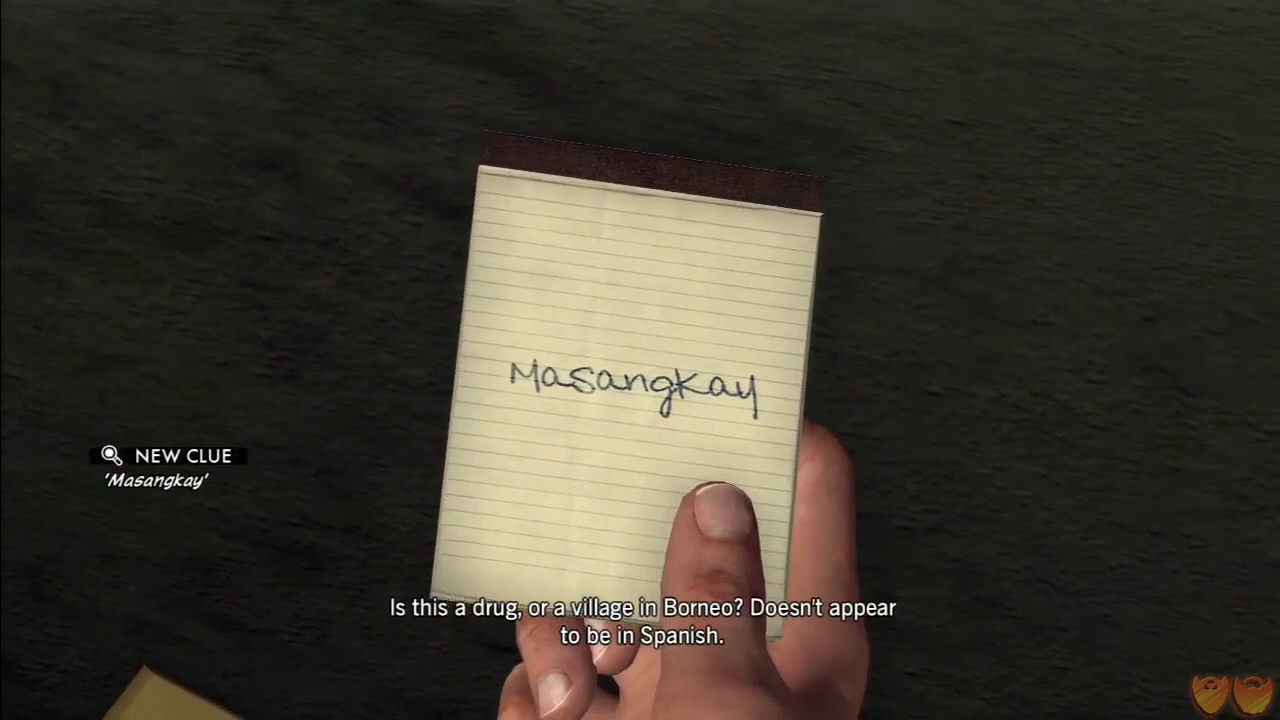 Masangkay
NEW CLUE
'Masangkay'
Is this a drug, or a village in Borneo? Doesn't appear
to be in Spanish.